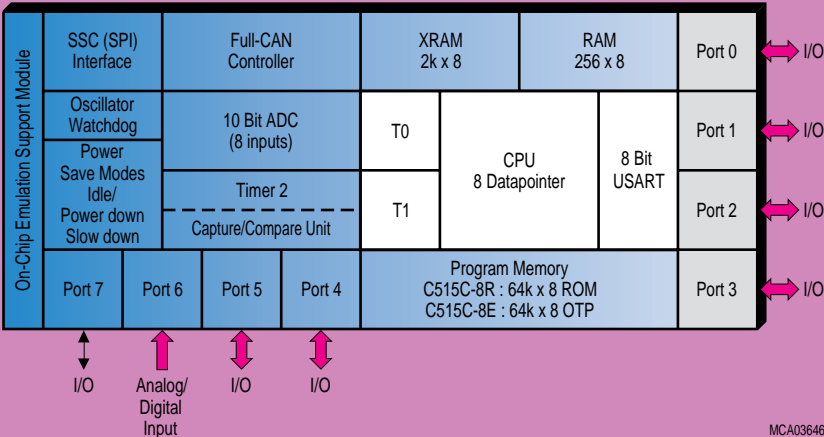 On-Chip Emulation Support Module
SSC (SPI)
Interface
Full-CAN
Controller
XRAM
2k x 8
RAM
256 x 8
Port 0
I/O
Oscillator
Watchdog
10 Bit ADC
(8 inputs)
T0
CPU
8 Datapointer
8 Bit
USART
Port 1
I/O
Power
Save Modes
Idle/
Power down
Slow down
Timer 2
Capture/Compare Unit
T1
Port 2
I/O
Port 7
Port 6
Port 5
Port 4
Program Memory
C515C-8R : 64k x 8 ROM
C515C-8E : 64k x 8 OTP
Port 3
I/O
I/O
Analog/
Digital
Input
I/O
I/O
MCA03646